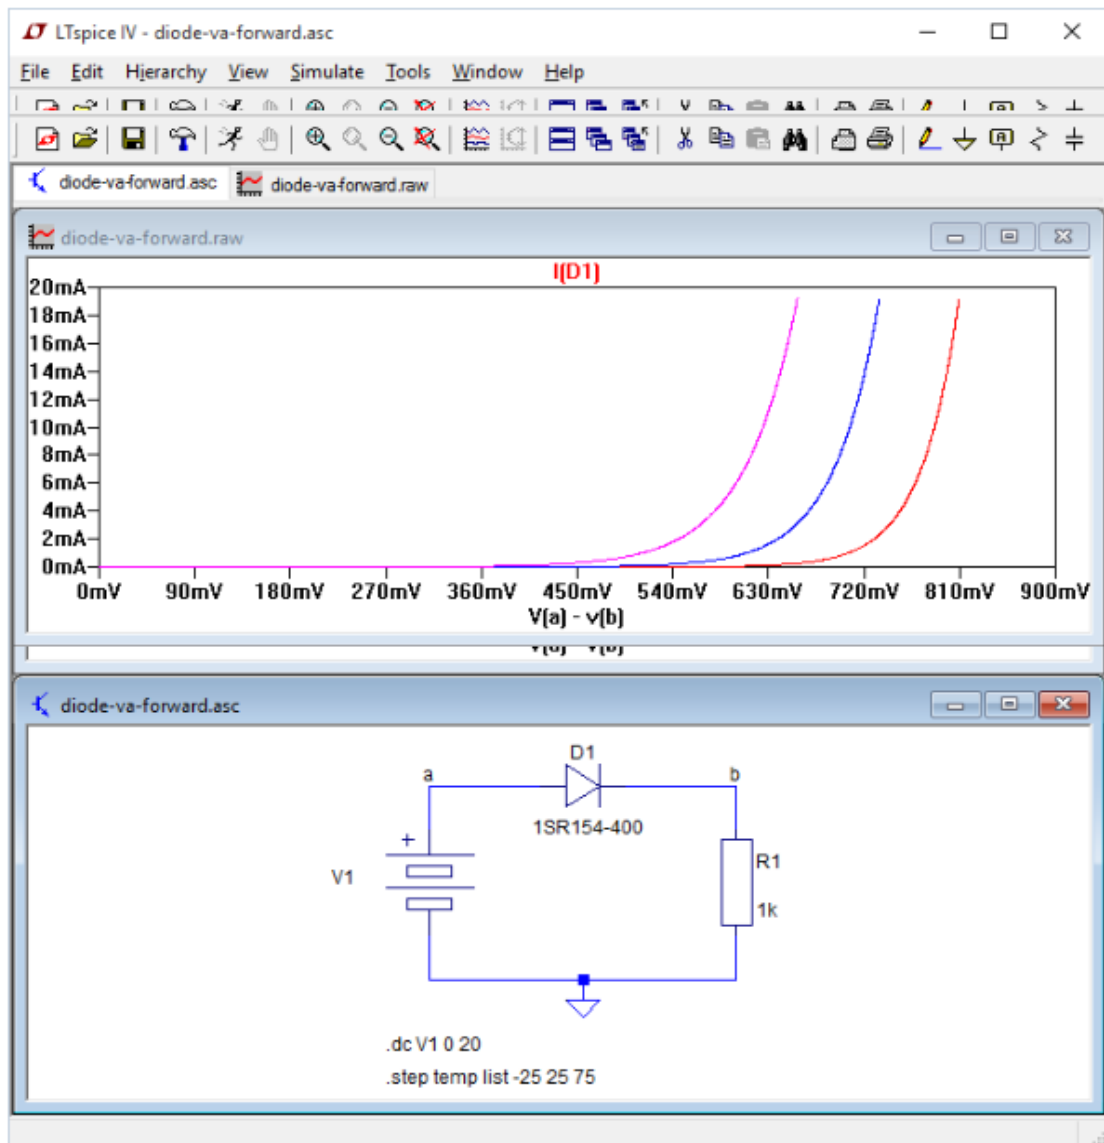 LTspice IV - diode-va-forward.asc
File Edit Hierarchy View Simulate Tools Window Help
diode-va-forward.asc diode-va-forward.raw
diode-va-forward.raw
I(D1)
20mA
18mA
16mA
14mA
12mA
10mA
8mA
6mA
4mA
2mA
0mA
0mV 90mV 180mV 270mV 360mV 450mV 540mV 630mV 720mV 810mV 900mV
V(a) - v(b)
diode-va-forward.asc
D1
a b
1SR154-400
+
V1
R1
1k
.dc V1 0 20
.step temp list -25 25 75